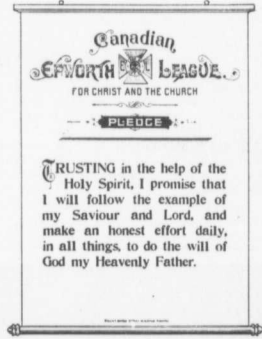 Canadian
EPWORTH LEAGUE.
FOR CHRIST AND THE CHURCH
PLEDGE
TRUSTING in the help of the
Holy Spirit, I promise that
I will follow the example of
my Saviour and Lord, and
make an honest effort daily,
in all things, to do the will of
God my Heavenly Father.